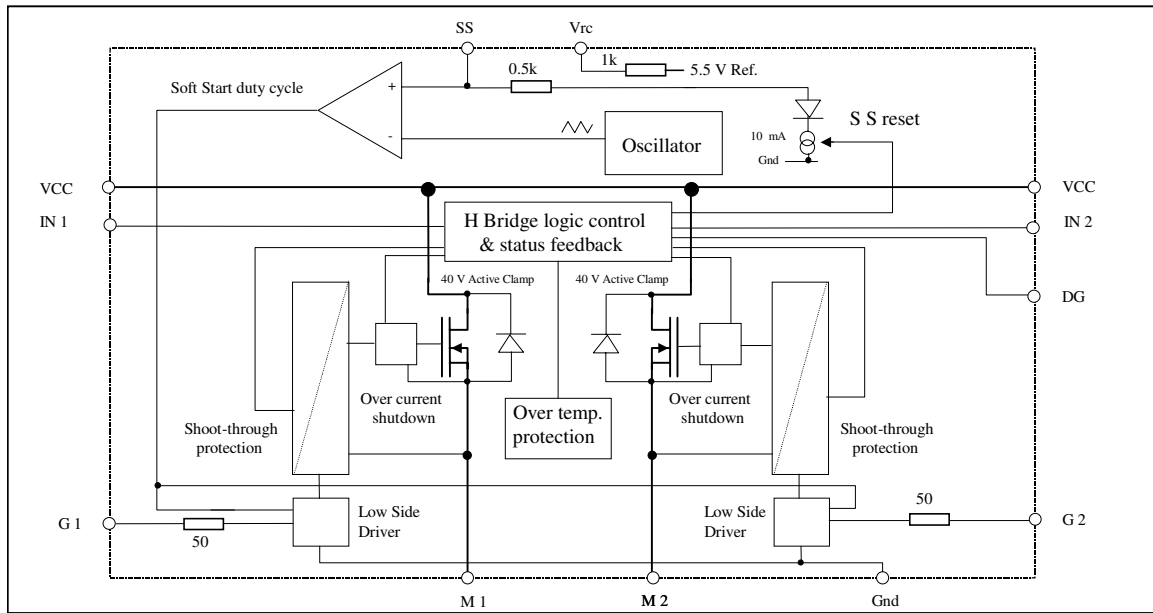 SS
Vrc
1k
5.5 V Ref.
0.5k
Soft Start duty cycle
+
-
Oscillator
10 mA
S S reset
Gnd
VCC
VCC
IN 1
IN 2
H Bridge logic control
& status feedback
40 V Active Clamp
40 V Active Clamp
DG
Over current
shutdown
Over temp.
protection
Over current
shutdown
Shoot-through
protection
Shoot-through
protection
G 1
50
Low Side
Driver
Low Side
Driver
50
G 2
M 1
M 2
Gnd